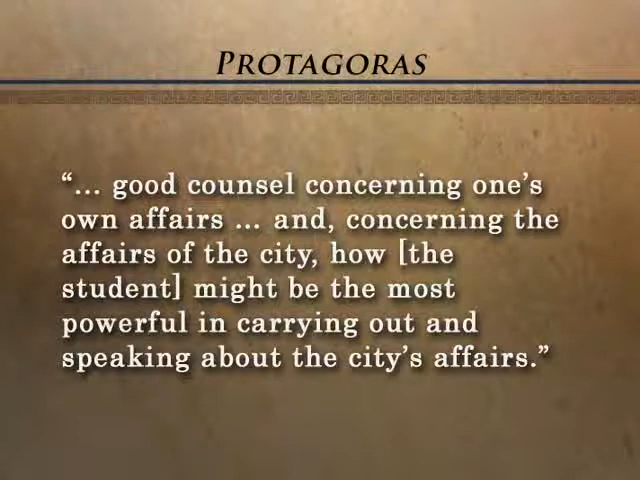 PROTAGORAS
“... good counsel concerning one’s
own affairs ... and, concerning the
affairs of the city, how [the
student] might be the most
powerful in carrying out and
speaking about the city’s affairs.”